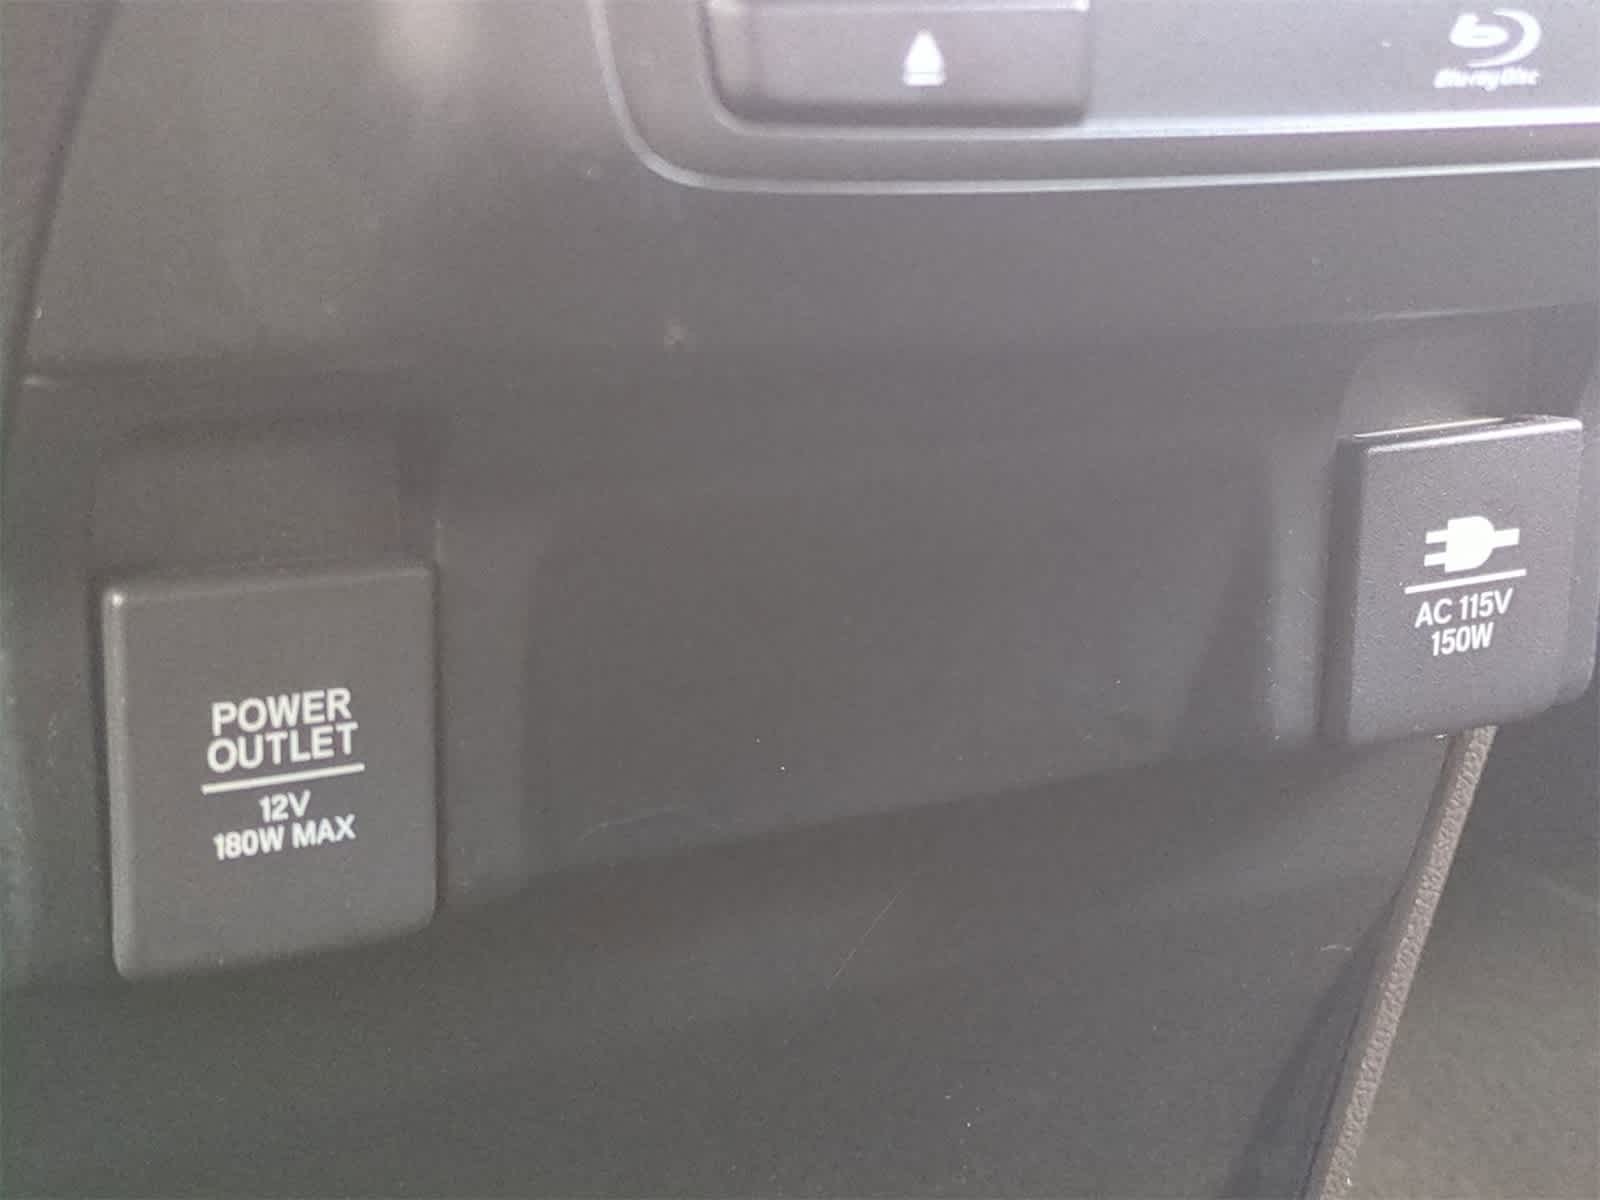 Blu-ray Disc
AC 115V
150W
POWER
OUTLET
12V
180W MAX